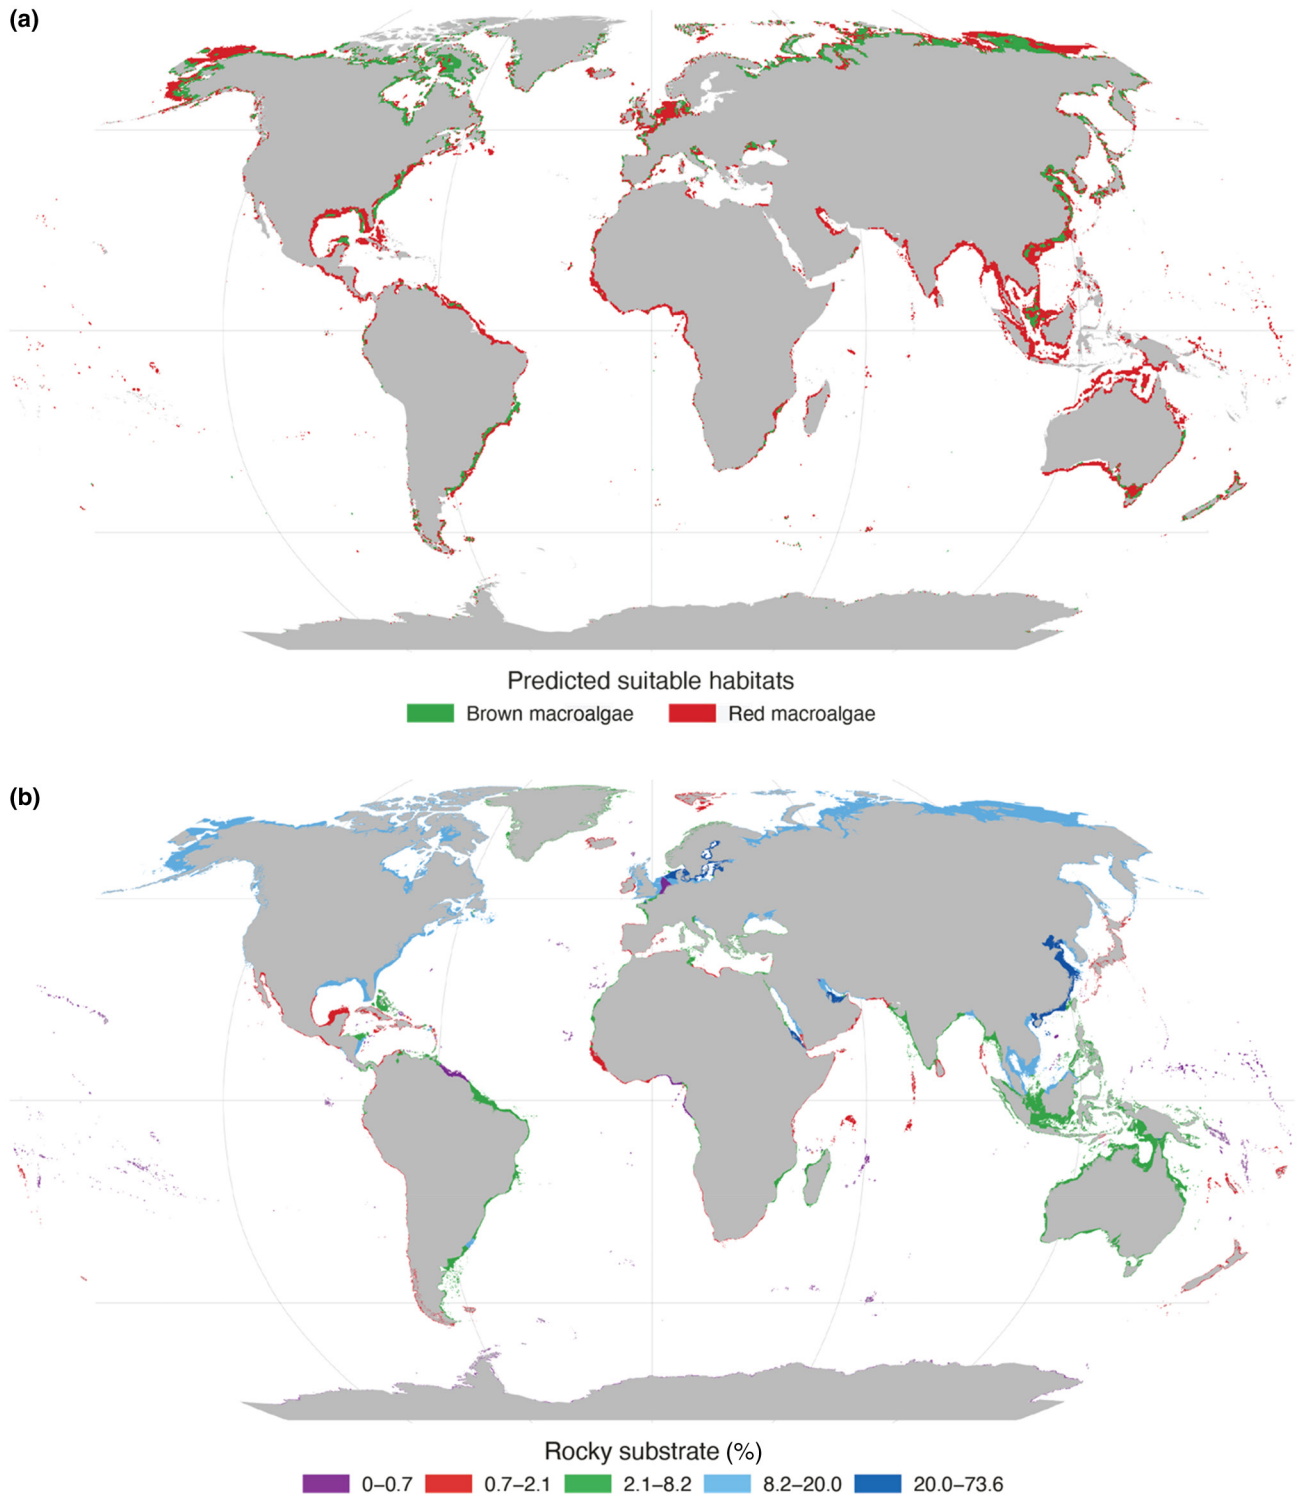 (a)
Predicted suitable habitats
Brown macroalgae Red macroalgae
(b)
Rocky substrate (%)
0–0.7 0.7–2.1 2.1–8.2 8.2–20.0 20.0–73.6